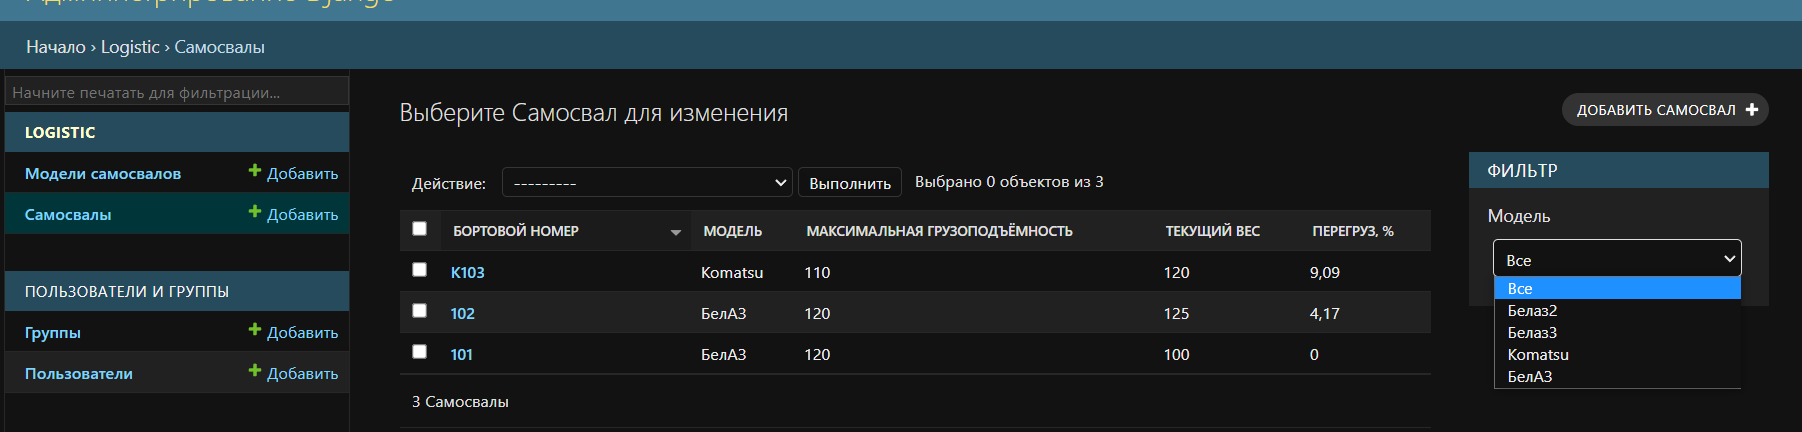 Администрирование Django
Начало › Logistic › Самосвалы
Начните печатать для фильтрации...
LOGISTIC
Модели самосвалов Добавить
Самосвалы Добавить
ПОЛЬЗОВАТЕЛИ И ГРУППЫ
Группы Добавить
Пользователи Добавить
Выберите Самосвал для изменения
ДОБАВИТЬ САМОСВАЛ
Действие: --------- Выполнить Выбрано 0 объектов из 3
БОРТОВОЙ НОМЕР МОДЕЛЬ МАКСИМАЛЬНАЯ ГРУЗОПОДЪЁМНОСТЬ ТЕКУЩИЙ ВЕС ПЕРЕГРУЗ, %
К103 Komatsu 110 120 9,09
102 БелАЗ 120 125 4,17
101 БелАЗ 120 100 0
3 Самосвалы
ФИЛЬТР
Модель
Все
Все
Белаз2
Белаз3
Komatsu
БелАЗ